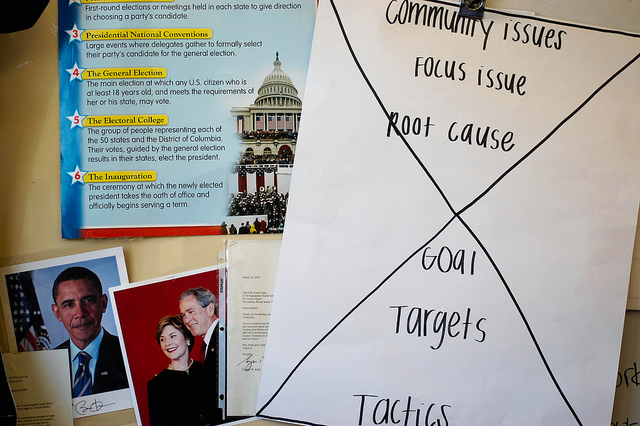 First-round elections or meetings held in each state to give direction
in choosing a party's candidate.
3 Presidential National Conventions
Large events where delegates gather to formally select
their party's candidate for the general election.
4 The General Election
The main election at which any U.S. citizen who is
at least 18 years old, and meets the requirements of
her or his state, may vote.
5 The Electoral College
The group of people representing each of
the 50 states and the District of Columbia.
Their votes, guided by the general election
results in their states, elect the president.
6 The Inauguration
The ceremony at which the newly elected
president takes the oath of office and
officially begins serving a term.
Community issues
Focus issue
Root cause
Goal
Targets
Tactics